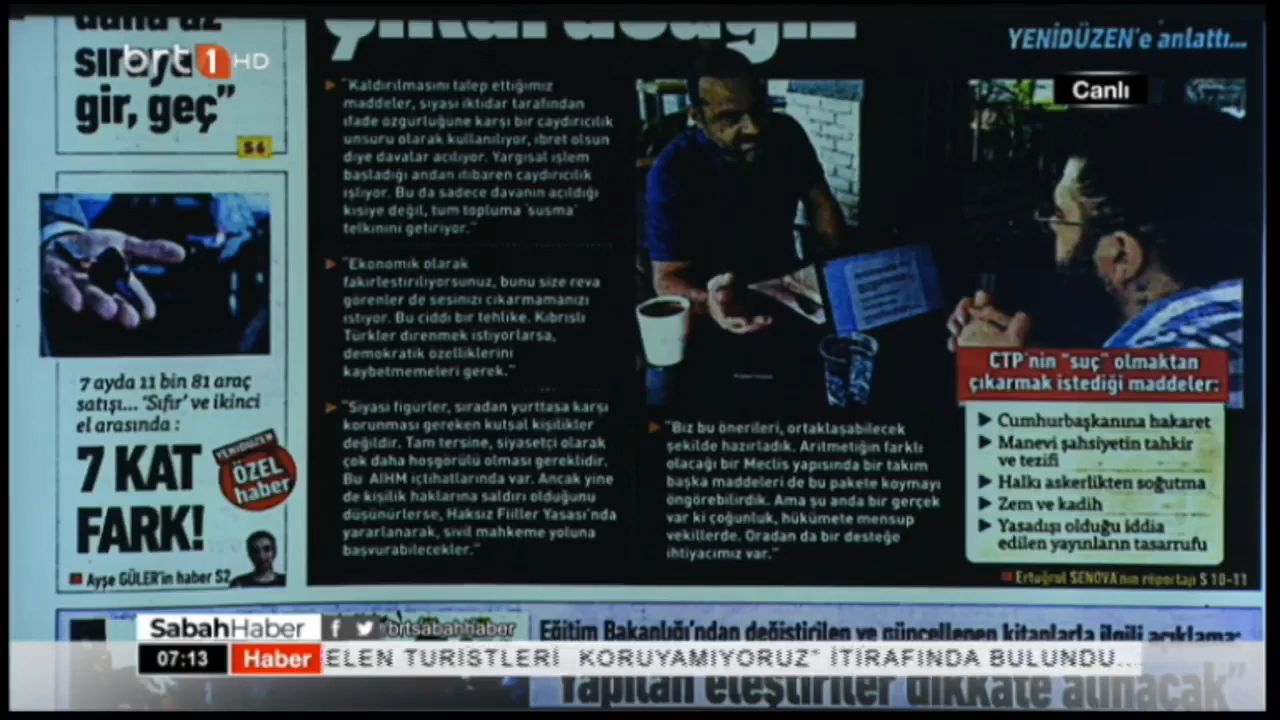 sıraya
gir, geç”
S4
brt 1 HD
YENİDÜZEN'e anlattı...
Canlı
“Kaldırılmasını talep ettiğimiz
maddeler, siyasi iktidar tarafından
ifade özgürlüğüne karşı bir caydırıcılık
unsuru olarak kullanılıyor, ibret olsun
diye davalar açılıyor. Yargısal işlem
başladığı andan itibaren caydırıcılık
işliyor. Bu da sadece davanın açıldığı
kişiye değil, tüm topluma ‘susma’
telkinini getiriyor.”
“Ekonomik olarak
fakirleştiriliyorsunuz, bunu size reva
görenler de sesinizi çıkarmamanızı
istiyor. Bu ciddi bir tehlike. Kıbrıslı
Türkler direnmek istiyorlarsa,
demokratik özelliklerini
kaybetmemeleri gerek.”
“Siyasi figürler, sıradan yurttaşa karşı
korunması gereken kutsal kişilikler
değildir. Tam tersine, siyasetçi olarak
çok daha hoşgörülü olması gereklidir.
Bu AİHM içtihatlarında var. Ancak yine
de kişilik haklarına saldırı olduğunu
düşünürlerse, Haksız Fiiller Yasası'nda
yararlanarak, sivil mahkeme yoluna
başvurabilecekler.”
“Biz bu önerileri, ortaklaşabilecek
şekilde hazırladık. Aritmetiğin farklı
olacağı bir Meclis yapısında bir takım
başka maddeleri de bu pakete koymayı
öngörebilirdik. Ama şu anda bir gerçek
var ki çoğunluk, hükümete mensup
vekillerde. Oradan da bir desteğe
ihtiyacımız var.”
CTP'nin “suç” olmaktan
çıkarmak istediği maddeler:
Cumhurbaşkanına hakaret
Manevi şahsiyetin tahkir
ve tezifi
Halkı askerlikten soğutma
Zem ve kadih
Yasadışı olduğu iddia
edilen yayınların tasarrufu
Ertuğrul SENOVA'nın röportajı S 10-11
7 ayda 11 bin 81 araç
satışı... ‘Sıfır’ ve ikinci
el arasında :
7 KAT
FARK!
YENİDÜZEN
ÖZEL
haber
Ayşe GÜLER'in haber S2
Eğitim Bakanlığı'ndan değiştirilen ve güncellenen kitaplarla ilgili açıklama:
“Yapılan eleştiriler dikkate alınacak”
SabahHaber
@brtsabahhaber
07:13
Haber
ELEN TURİSTLERİ "KORUYAMIYORUZ" İTİRAFINDA BULUNDU...